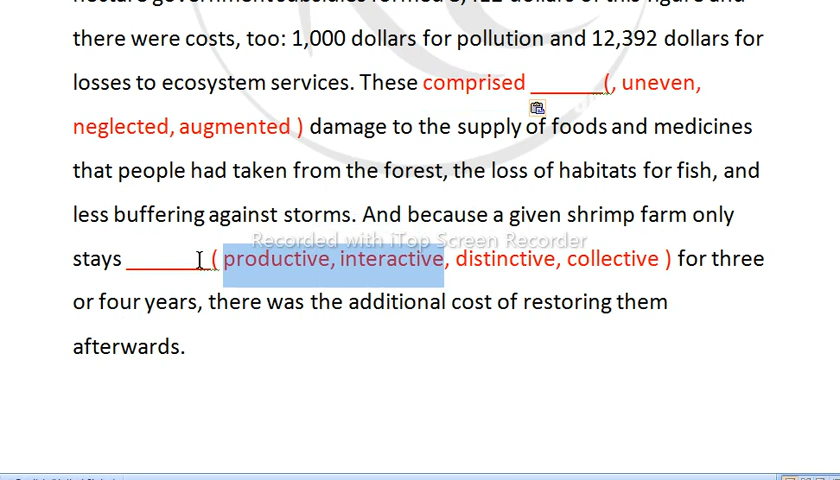 there were costs, too: 1,000 dollars for pollution and 12,392 dollars for
losses to ecosystem services. These comprised ______(, uneven,
neglected, augmented ) damage to the supply of foods and medicines
that people had taken from the forest, the loss of habitats for fish, and
less buffering against storms. And because a given shrimp farm only
Recorded with iTop Screen Recorder
stays _______ ( productive, interactive, distinctive, collective ) for three
or four years, there was the additional cost of restoring them
afterwards.